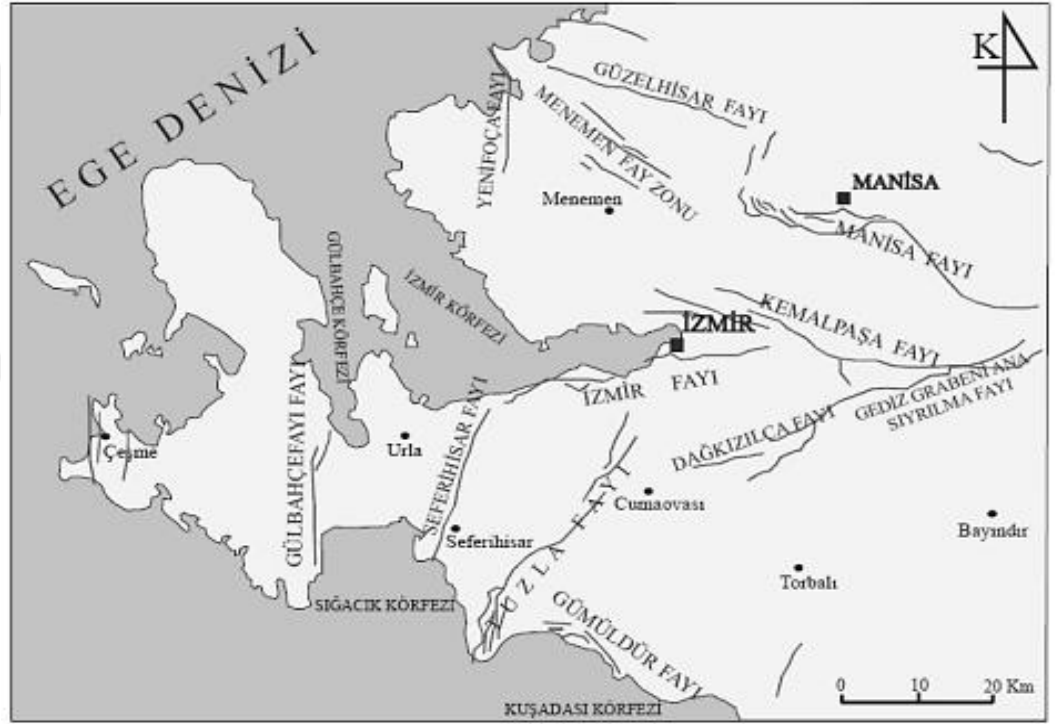 EGE DENİZİ
K
GÜZELHİSAR FAYI
YENİFOÇA FAYI
MENEMEN FAY ZONU
MANİSA
Menemen
MANİSA FAYI
GÜLBAHÇE KÖRFEZİ
İZMİR KÖRFEZİ
KEMALPAŞA FAYI
İZMİR
İZMİR FAYI
GEDİZ GRABENİ ANA
SIYRILMA FAYI
GÜLBAHÇEFAYI FAYI
SEFERİHİSAR FAYI
DAĞKIZILCA FAYI
Çeşme
Urla
Cumaovası
Seferihisar
TUZLA FAYI
Bayındır
Torbalı
SIĞACIK KÖRFEZİ
GÜMÜLDÜR FAYI
0 10 20 Km
KUŞADASI KÖRFEZİ